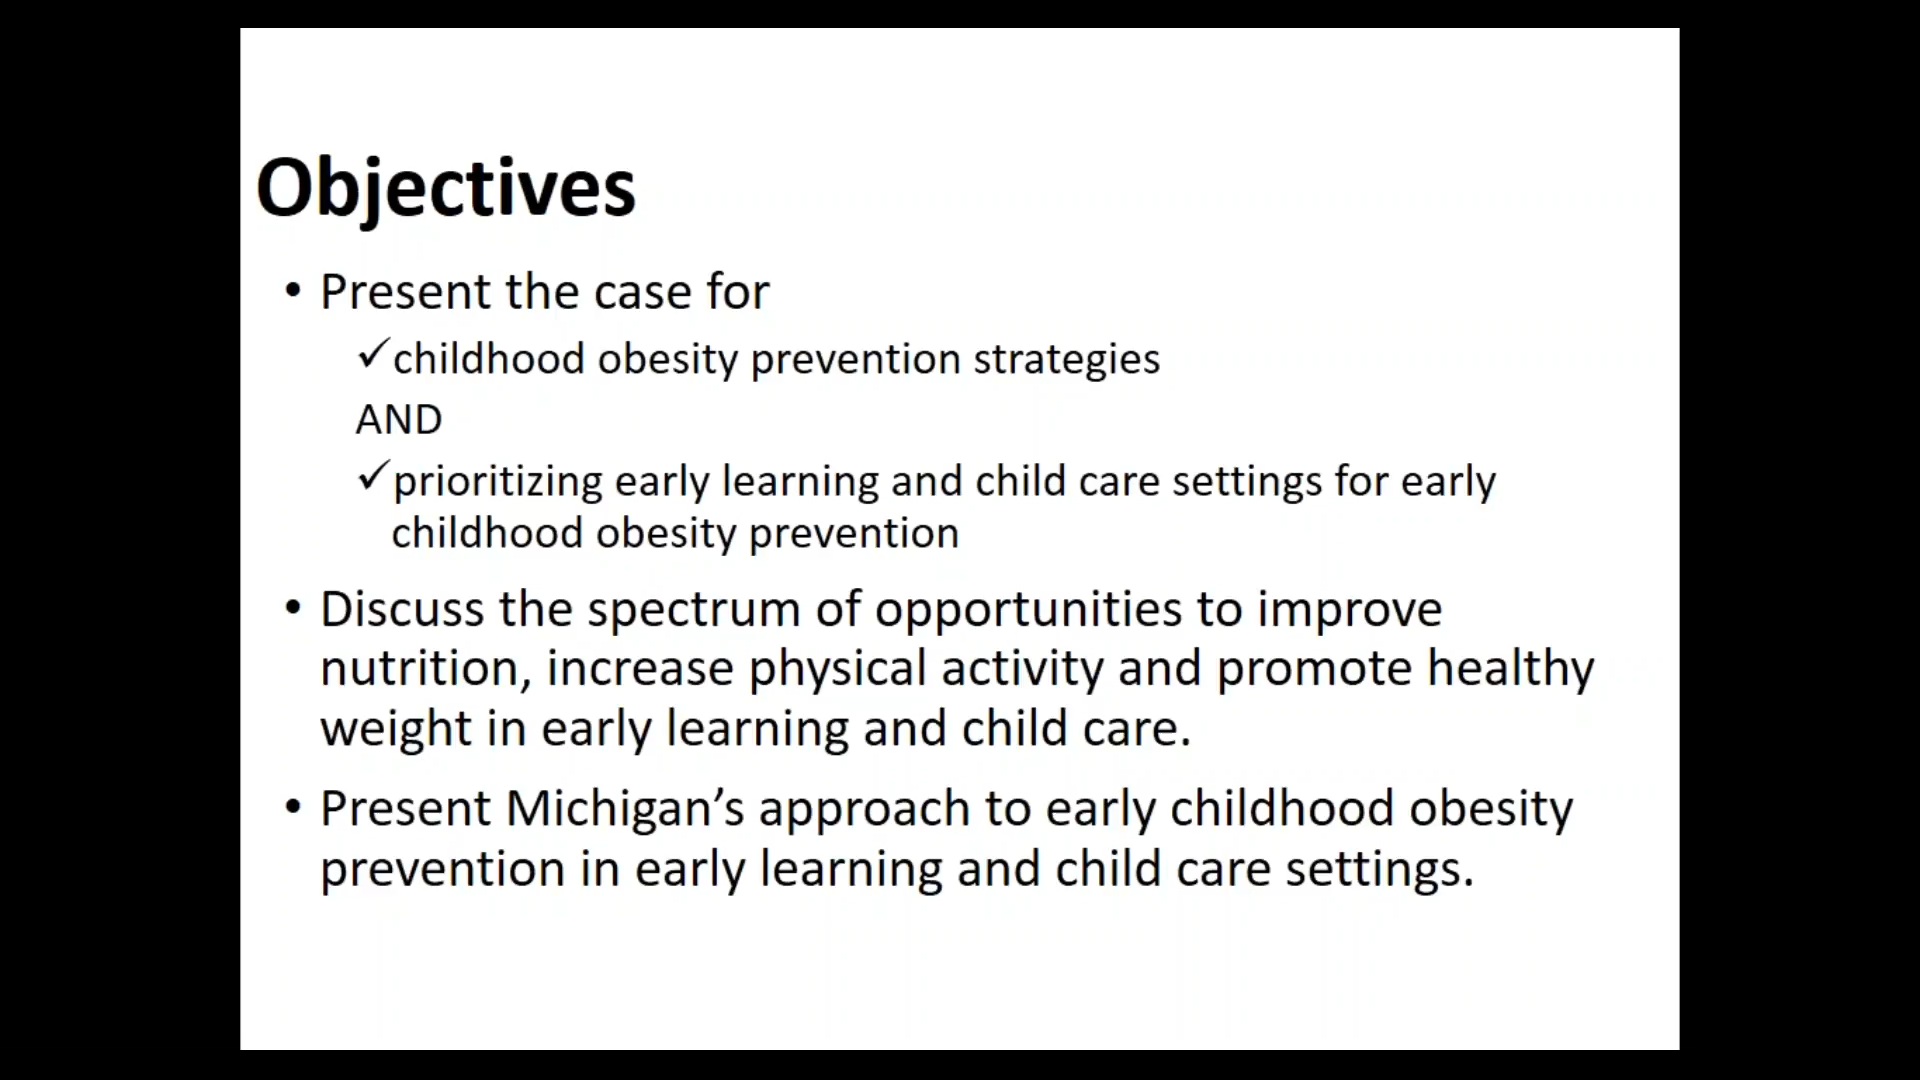 Objectives
• Present the case for
✓childhood obesity prevention strategies
AND
✓prioritizing early learning and child care settings for early
childhood obesity prevention
• Discuss the spectrum of opportunities to improve
nutrition, increase physical activity and promote healthy
weight in early learning and child care.
• Present Michigan’s approach to early childhood obesity
prevention in early learning and child care settings.